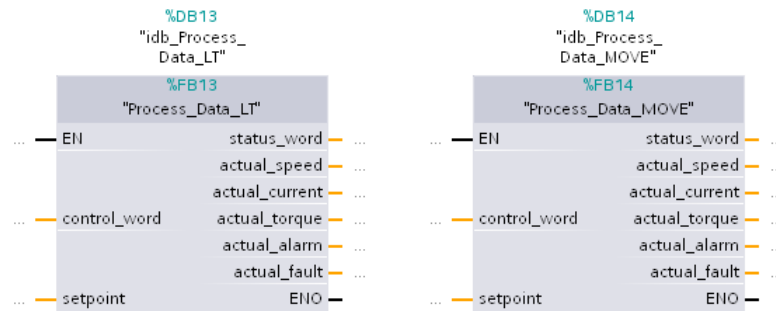 %DB13
"idb_Process_
Data_LT"
%FB13
"Process_Data_LT"
... EN
status_word ...
actual_speed ...
actual_current ...
... control_word
actual_torque ...
actual_alarm ...
actual_fault ...
... setpoint
ENO
%DB14
"idb_Process_
Data_MOVE"
%FB14
"Process_Data_MOVE"
... EN
status_word
actual_speed
actual_current
... control_word
actual_torque
actual_alarm
actual_fault
... setpoint
ENO